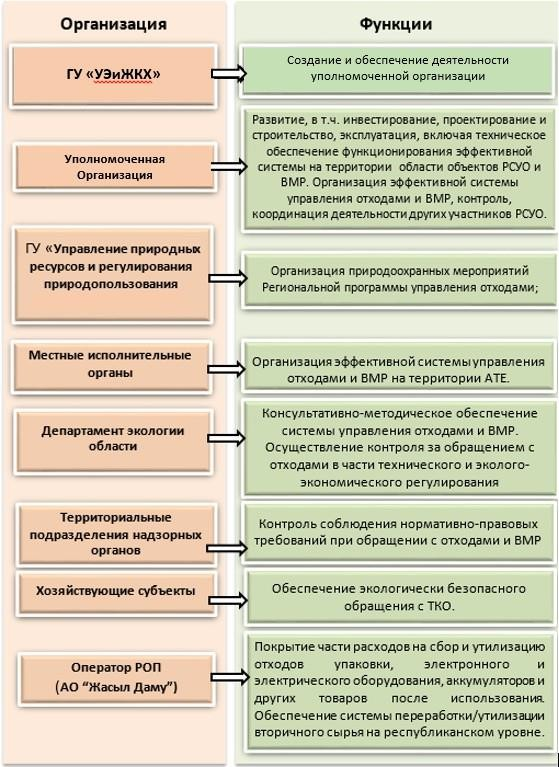 Организация
Функции
ГУ «УЭиЖКХ»
Создание и обеспечение деятельности
уполномоченной организации
Уполномоченная
Организация
Развитие, в т.ч. инвестирование, проектирование и
строительство, эксплуатация, включая техническое
обеспечение функционирования эффективной
системы на территории области объектов РСУО и
ВМР. Организация эффективной системы
управления отходами и ВМР, контроль,
координация деятельности других участников РСУО.
ГУ «Управление природных
ресурсов и регулирования
природопользования
Организация природоохранных мероприятий
Региональной программы управления отходами;
Местные исполнительные
органы
Организация эффективной системы управления
отходами и ВМР на территории АТЕ.
Департамент экологии
области
Консультативно-методическое обеспечение
системы управления отходами и ВМР.
Осуществление контроля за обращением с
отходами в части технического и эколого-
экономического регулирования
Территориальные
подразделения надзорных
органов
Контроль соблюдения нормативно-правовых
требований при обращении с отходами и ВМР
Хозяйствующие субъекты
Обеспечение экологически безопасного
обращения с ТКО.
Оператор РОП
(АО “Жасыл Даму”)
Покрытие части расходов на сбор и утилизацию
отходов упаковки, электронного и
электрического оборудования, аккумуляторов и
других товаров после использования.
Обеспечение системы переработки/утилизации
вторичного сырья на республиканском уровне.